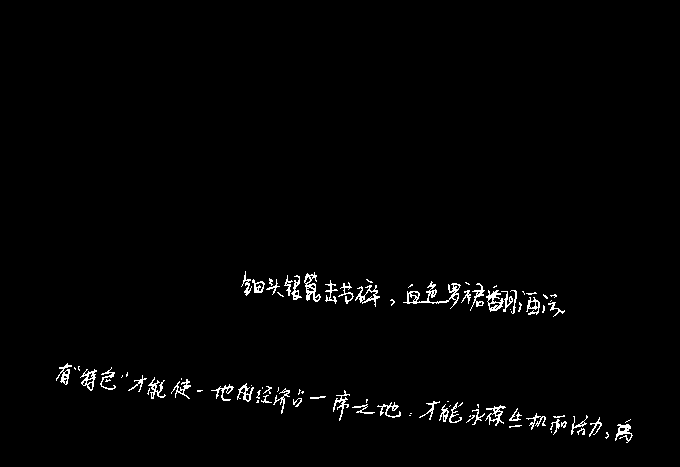 钿头银篦击节碎，血色罗裙翻酒污
有“特色”才能使一地的经济占一席之地，才能永葆生机和活力，